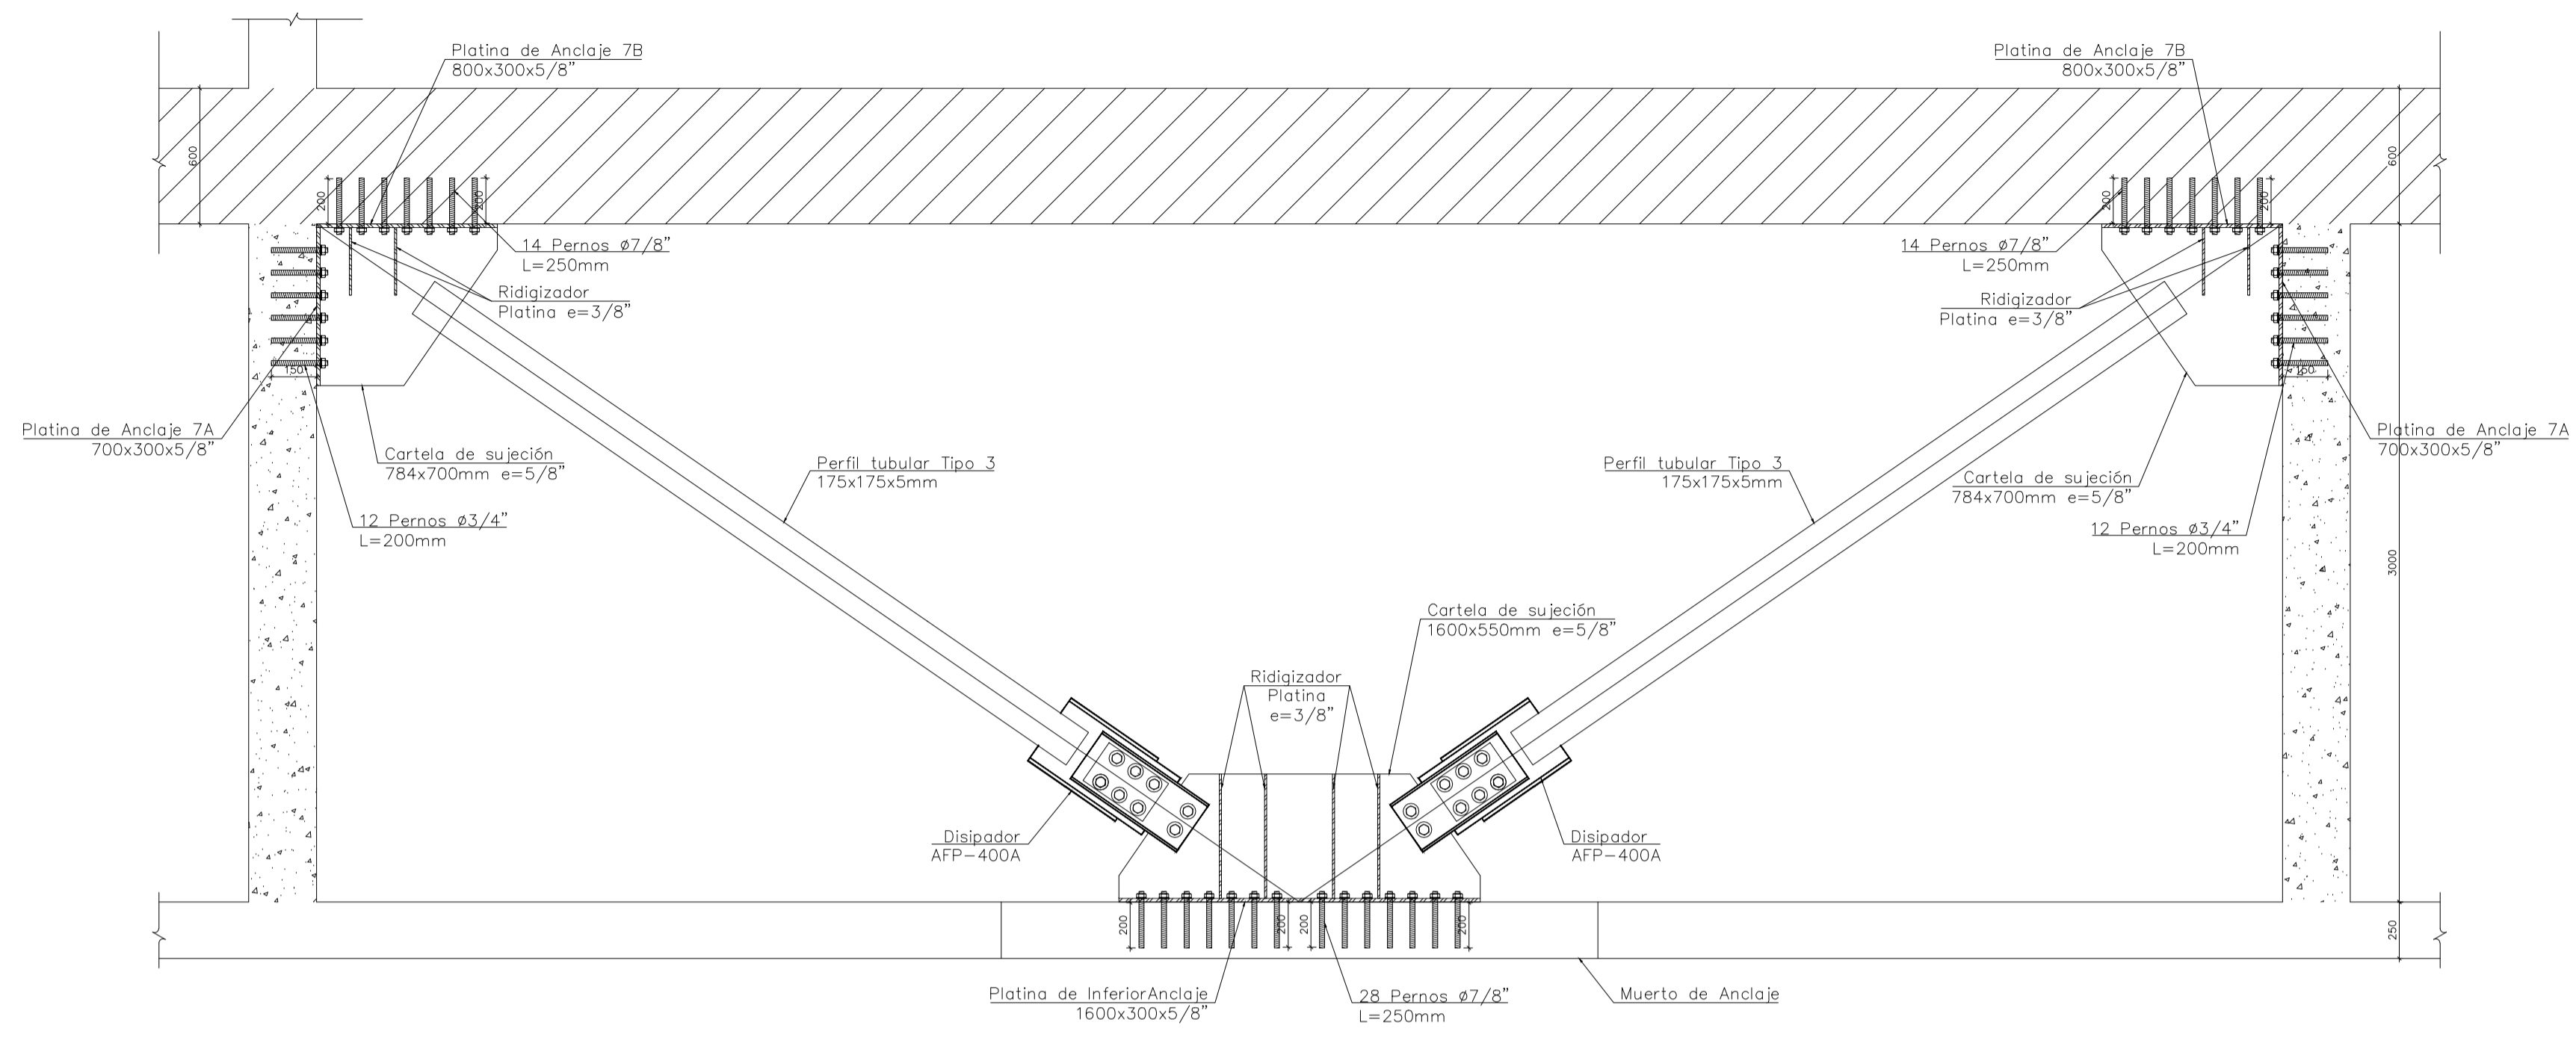 Platina de Anclaje 7B
800x300x5/8"
Platina de Anclaje 7B
800x300x5/8"
600
600
200
200
200
200
14 Pernos ø7/8"
L=250mm
14 Pernos ø7/8"
L=250mm
Ridigizador
Platina e=3/8"
Ridigizador
Platina e=3/8"
150
150
Platina de Anclaje 7A
700x300x5/8"
Platina de Anclaje 7A
700x300x5/8"
Cartela de sujeción
784x700mm e=5/8"
Perfil tubular Tipo 3
175x175x5mm
Perfil tubular Tipo 3
175x175x5mm
Cartela de sujeción
784x700mm e=5/8"
12 Pernos ø3/4"
L=200mm
12 Pernos ø3/4"
L=200mm
3000
Cartela de sujeción
1600x550mm e=5/8"
Ridigizador
Platina
e=3/8"
Disipador
AFP-400A
Disipador
AFP-400A
200
200
200
200
250
Platina de InferiorAnclaje
1600x300x5/8"
28 Pernos ø7/8"
L=250mm
Muerto de Anclaje